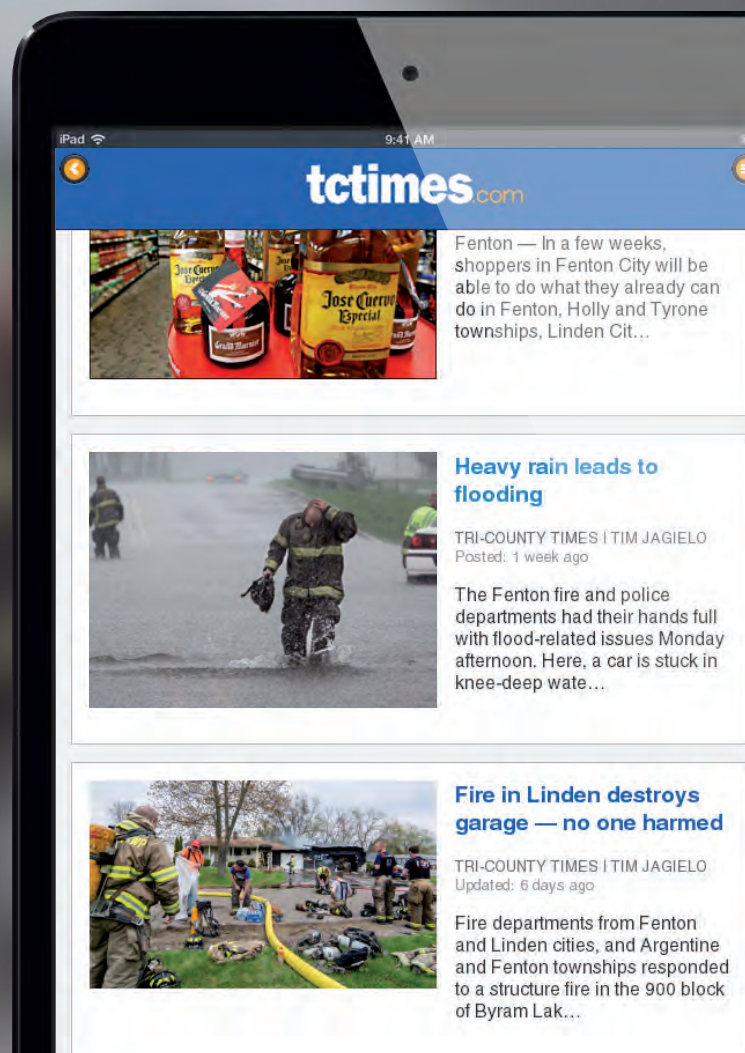 iPad
9:41 AM
tctimes.com
Jose Cuervo
Especial
Jose Cuervo
Especial
Grand Marnier
Fenton — In a few weeks,
shoppers in Fenton City will be
able to do what they already can
do in Fenton, Holly and Tyrone
townships, Linden Cit…
Heavy rain leads to
flooding
TRI-COUNTY TIMES | TIM JAGIELO
Posted: 1 week ago
The Fenton fire and police
departments had their hands full
with flood-related issues Monday
afternoon. Here, a car is stuck in
knee-deep wate…
Fire in Linden destroys
garage — no one harmed
TRI-COUNTY TIMES | TIM JAGIELO
Updated: 6 days ago
Fire departments from Fenton
and Linden cities, and Argentine
and Fenton townships responded
to a structure fire in the 900 block
of Byram Lak…